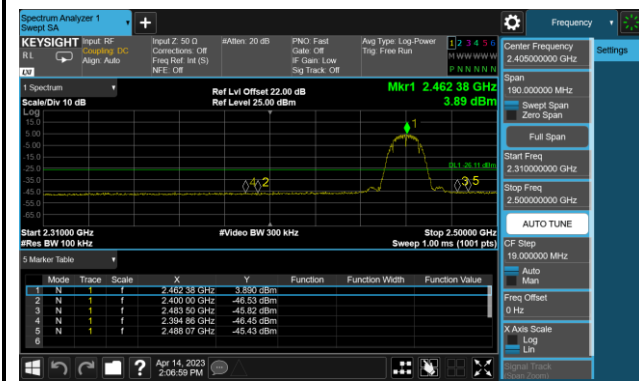 Spectrum Analyzer 1
Swept SA
Frequency
KEYSIGHT
RL
LXI
Input: RF
Coupling: DC
Align: Auto
Input Z: 50 Ω
Corrections: Off
Freq Ref: Int (S)
NFE: Off
#Atten: 20 dB
PNO: Fast
Gate: Off
IF Gain: Low
Sig Track: Off
Avg Type: Log-Power
Trig: Free Run
1 2 3 4 5 6
M W W W W W
P N N N N N
1 Spectrum
Scale/Div 10 dB
Ref Lvl Offset 22.00 dB
Ref Level 25.00 dBm
Mkr1 2.462 38 GHz
3.89 dBm
Log
15.0
5.00
-5.00
-15.0
-25.0
-35.0
-45.0
-55.0
-65.0
1
DL1 -26.11 dBm
4 2
3 5
Start 2.31000 GHz
#Video BW 300 kHz
Stop 2.50000 GHz
#Res BW 100 kHz
Sweep 1.00 ms (1001 pts)
5 Marker Table
Mode Trace Scale X Y Function Function Width Function Value
1 N 1 f 2.462 38 GHz 3.890 dBm
2 N 1 f 2.400 00 GHz -46.53 dBm
3 N 1 f 2.483 50 GHz -45.82 dBm
4 N 1 f 2.394 86 GHz -46.45 dBm
5 N 1 f 2.488 07 GHz -45.43 dBm
6
Apr 14, 2023
2:06:59 PM
Center Frequency
2.405000000 GHz
Settings
Span
190.000000 MHz
Swept Span
Zero Span
Full Span
Start Freq
2.310000000 GHz
Stop Freq
2.500000000 GHz
AUTO TUNE
CF Step
19.000000 MHz
Auto
Man
Freq Offset
0 Hz
X Axis Scale
Log
Lin
Signal Track
(Span Zoom)